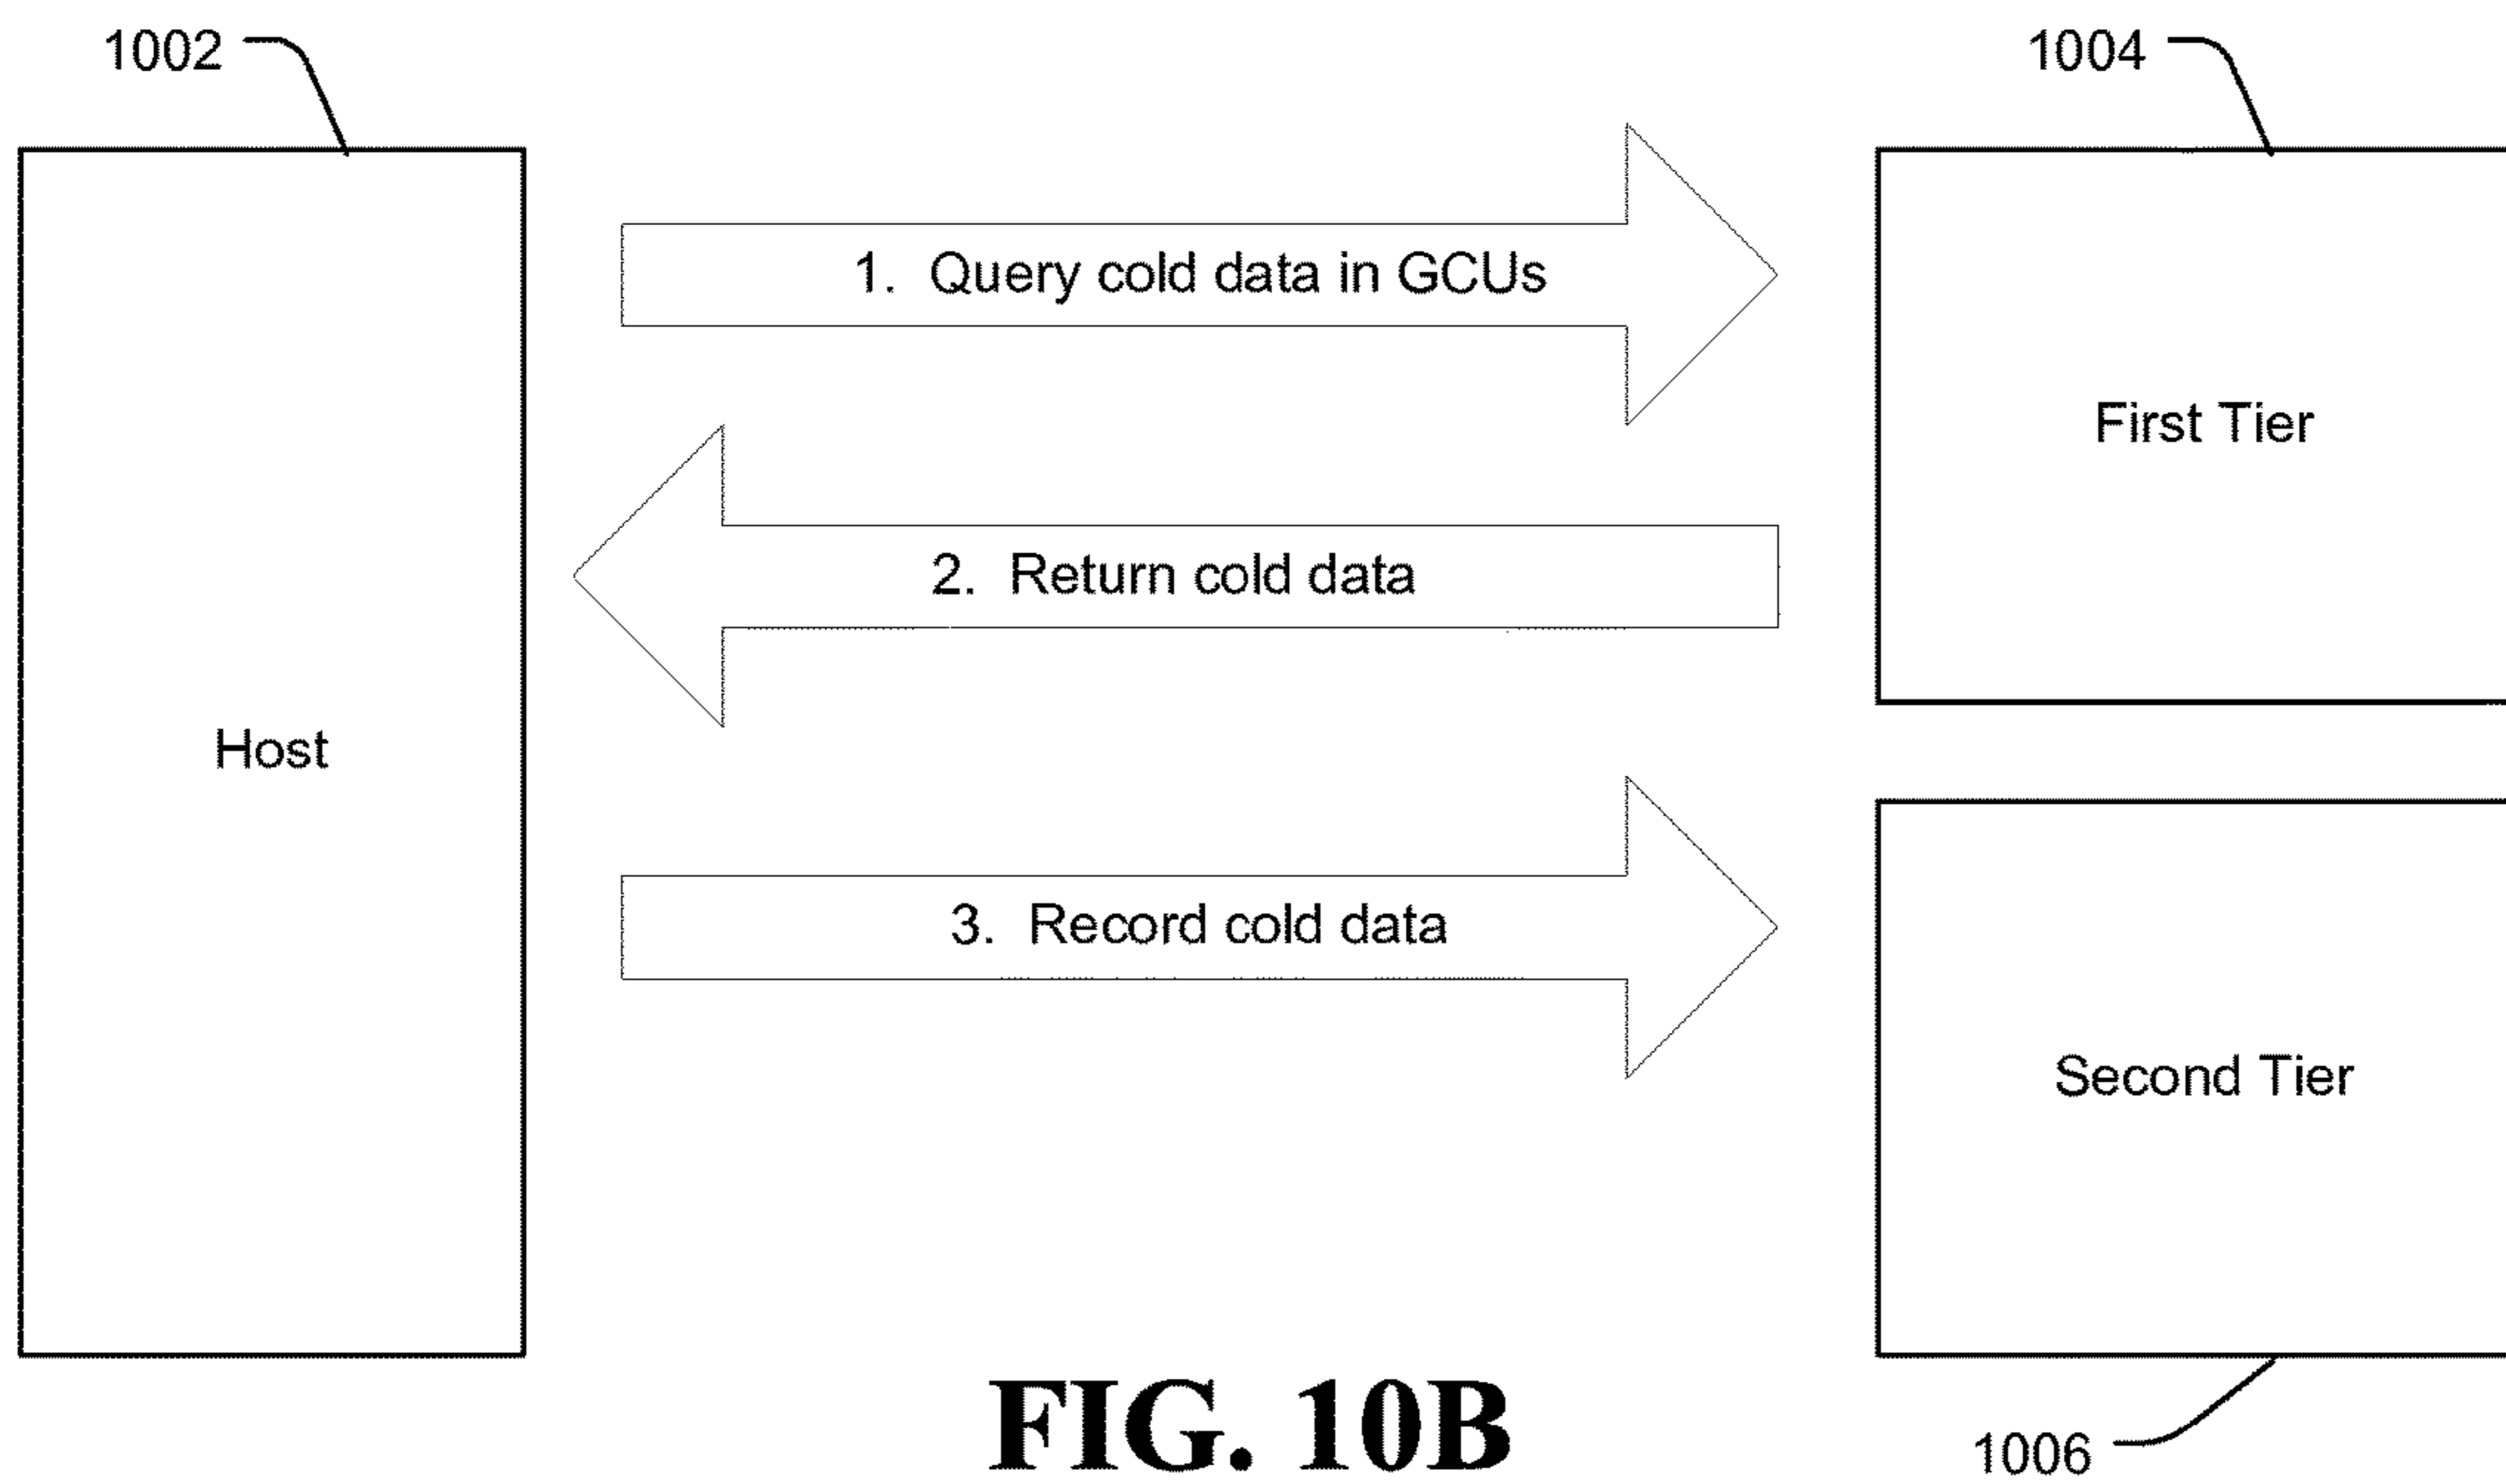 1002
1004
1. Query cold data in GCUs
First Tier
2. Return cold data
Host
3. Record cold data
Second Tier
FIG. 10B
1006